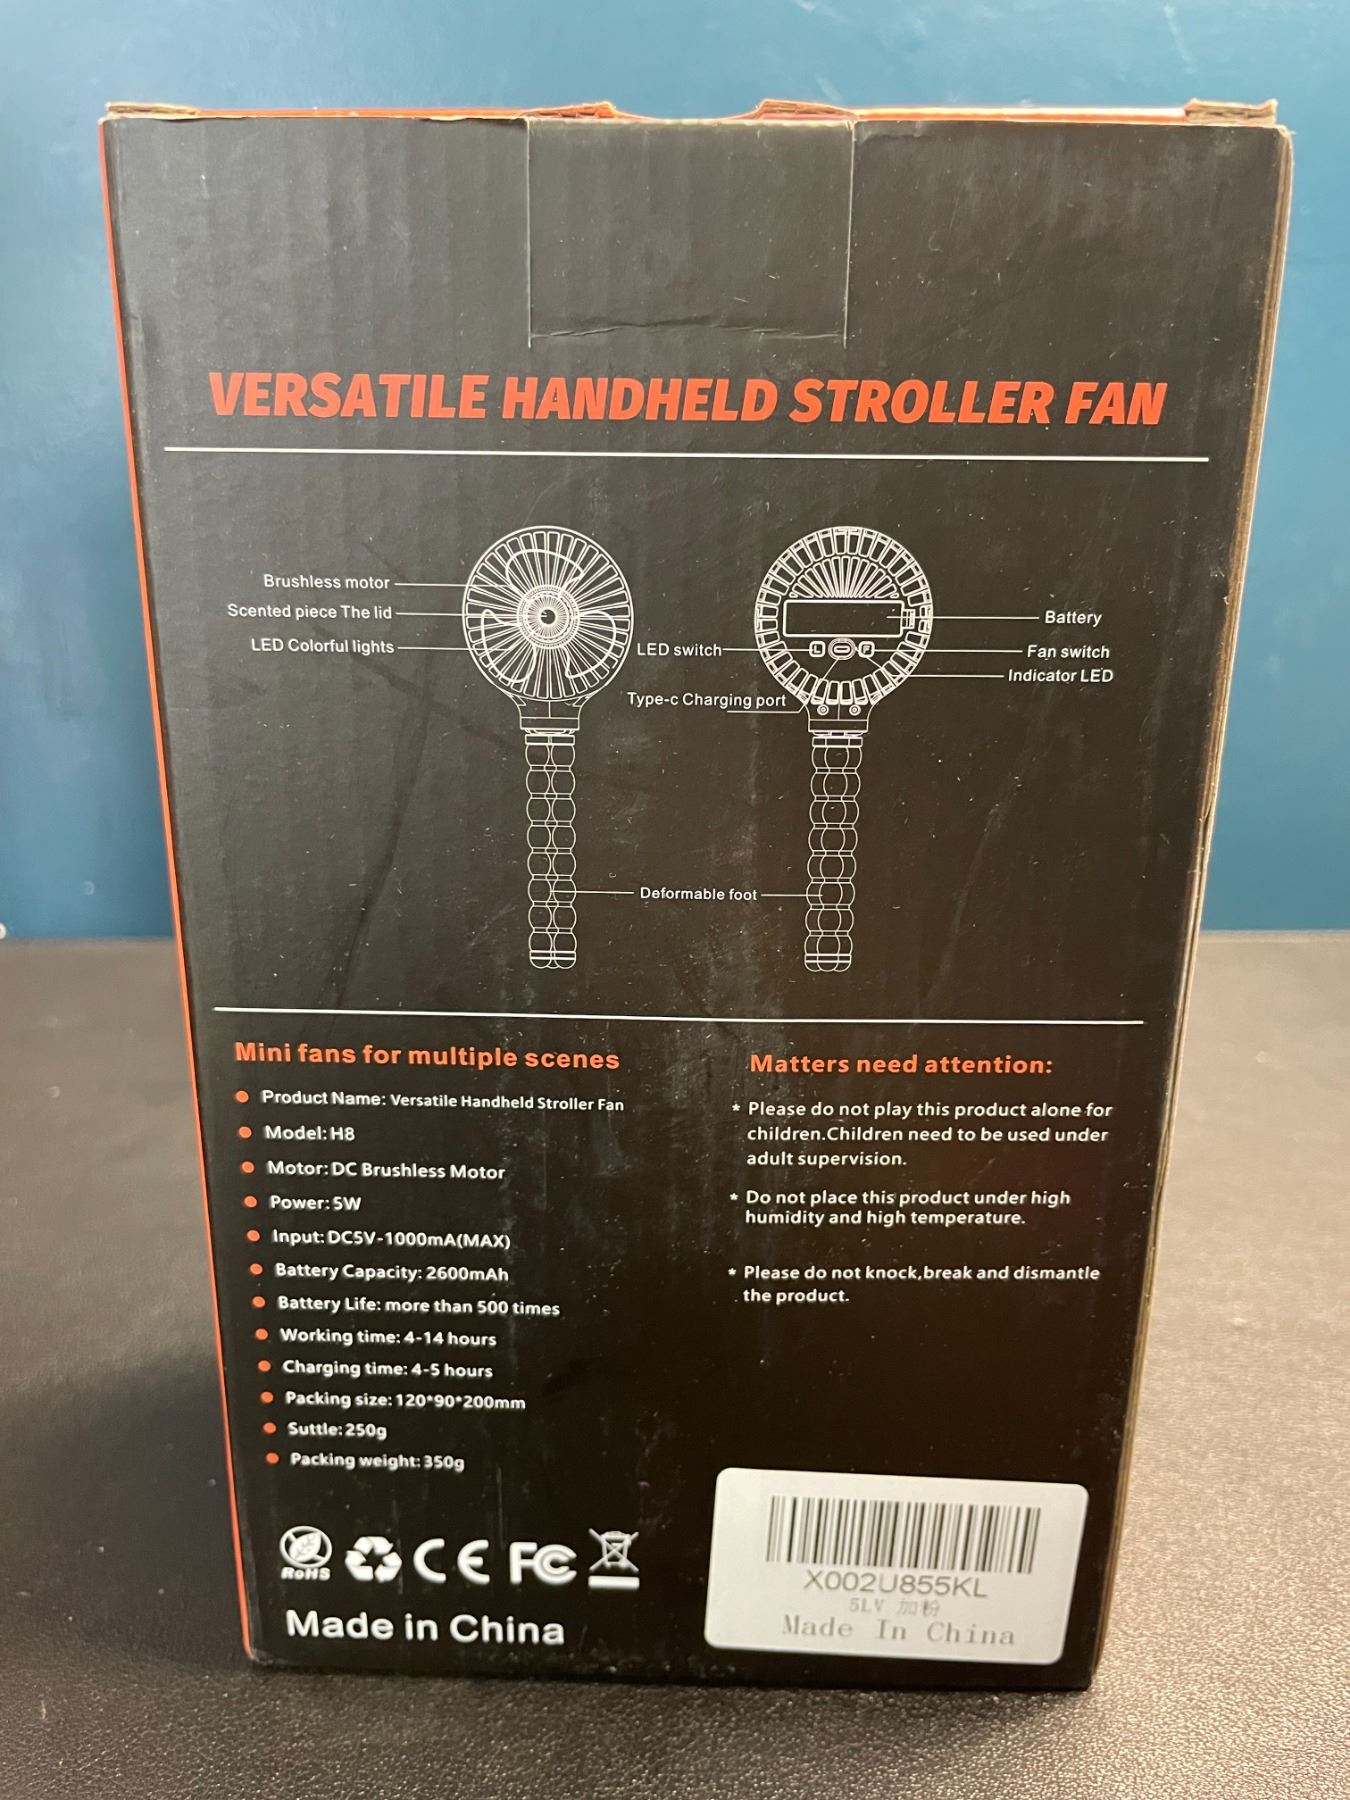 VERSATILE HANDHELD STROLLER FAN
Brushless motor
Scented piece The lid
LED Colorful lights
LED switch
Type-c Charging port
Battery
Fan switch
Indicator LED
L
F
Deformable foot
Mini fans for multiple scenes
Product Name: Versatile Handheld Stroller Fan
Model: H8
Motor: DC Brushless Motor
Power: 5W
Input: DC5V-1000mA(MAX)
Battery Capacity: 2600mAh
Battery Life: more than 500 times
Working time: 4-14 hours
Charging time: 4-5 hours
Packing size: 120*90*200mm
Suttle: 250g
Packing weight: 350g
Matters need attention:
* Please do not play this product alone for
children.Children need to be used under
adult supervision.
* Do not place this product under high
humidity and high temperature.
* Please do not knock,break and dismantle
the product.
RoHS
CE FC
Made in China
X002U855KL
5LV 加粉
Made In China